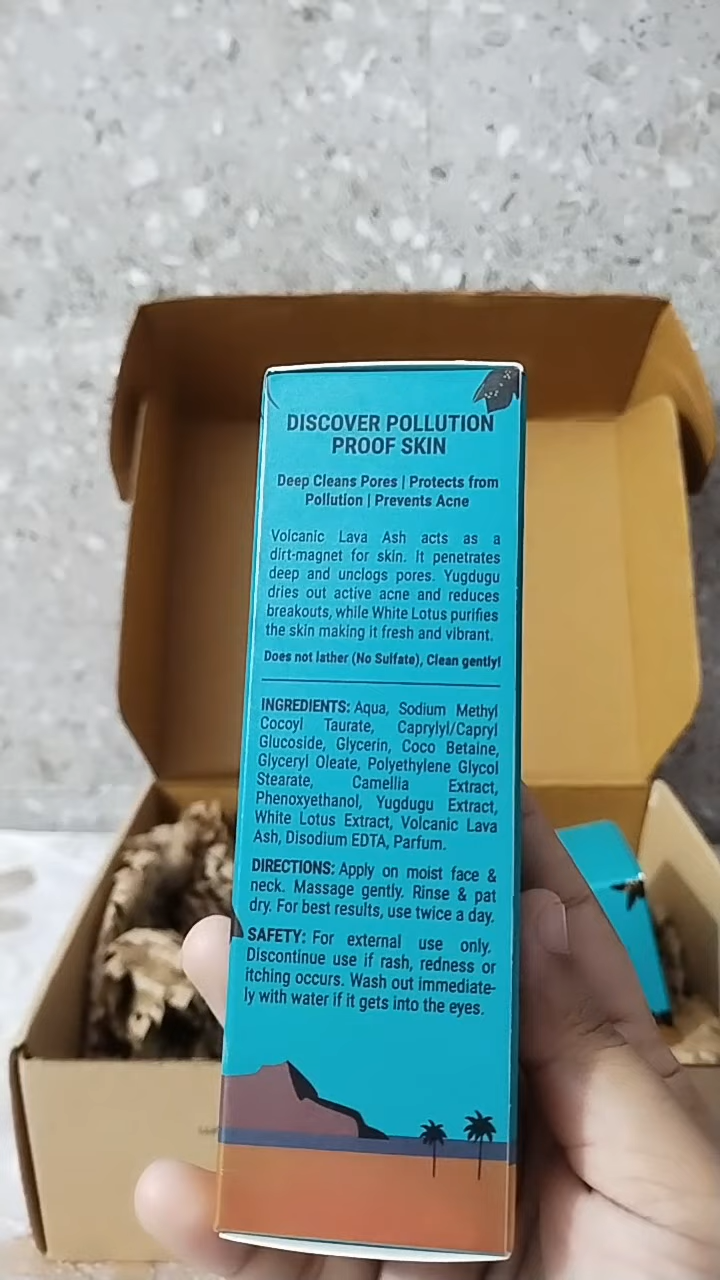 DISCOVER POLLUTION
PROOF SKIN
Deep Cleans Pores | Protects from
Pollution | Prevents Acne
Volcanic Lava Ash acts as a
dirt-magnet for skin. It penetrates
deep and unclogs pores. Yugdugu
dries out active acne and reduces
breakouts, while White Lotus purifies
the skin making it fresh and vibrant.
Does not lather (No Sulfate), Clean gently!
INGREDIENTS: Aqua, Sodium Methyl
Cocoyl Taurate, Caprylyl/Capryl
Glucoside, Glycerin, Coco Betaine,
Glyceryl Oleate, Polyethylene Glycol
Stearate, Camellia Extract,
Phenoxyethanol, Yugdugu Extract,
White Lotus Extract, Volcanic Lava
Ash, Disodium EDTA, Parfum.
DIRECTIONS: Apply on moist face &
neck. Massage gently. Rinse & pat
dry. For best results, use twice a day.
SAFETY: For external use only.
Discontinue use if rash, redness or
itching occurs. Wash out immediate-
ly with water if it gets into the eyes.